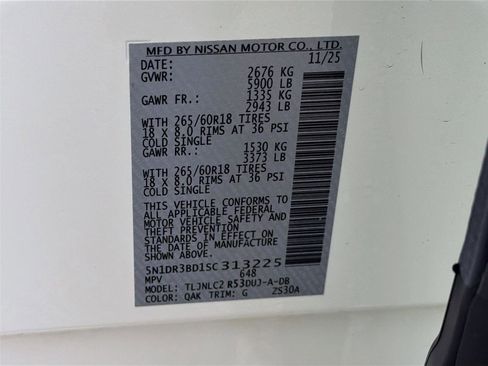 MFD BY NISSAN MOTOR CO., LTD.
DATE: 11/25
GVWR: 2676 KG
5900 LB
GAWR FR.: 1335 KG
2943 LB
WITH 265/60R18 TIRES
18 X 8.0 RIMS AT 36 PSI
COLD SINGLE
GAWR RR.: 1530 KG
3373 LB
WITH 265/60R18 TIRES
18 X 8.0 RIMS AT 36 PSI
COLD SINGLE
THIS VEHICLE CONFORMS TO
ALL APPLICABLE FEDERAL
MOTOR VEHICLE SAFETY AND
THEFT PREVENTION
STANDARDS IN EFFECT ON
THE DATE OF MANUFACTURE
SHOWN ABOVE.
5N1DR3BD1SC313225
MPV 648
MODEL: TLJNLC2 R53DUJ-A-DB
COLOR: QAK TRIM: G ZS30A